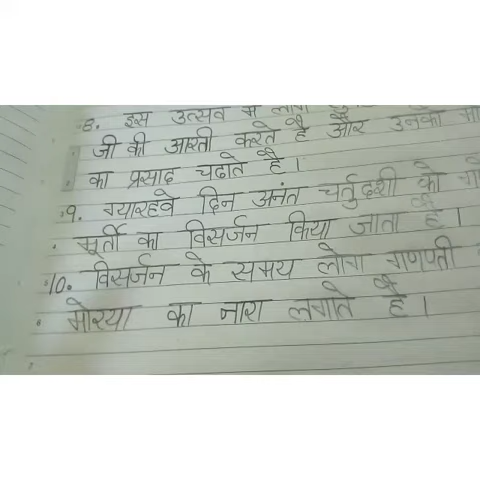 8. इस उत्सव में लोग
जी की आरती करते है और उनको
का प्रसाद चढाते है।
9. ग्यारहवे दिन अनंत चर्तुदशी को
मूर्ती का विसर्जन किया जाता है।
10. विसर्जन के समय लोग गणपती
मोरया का नारा लगाते है।